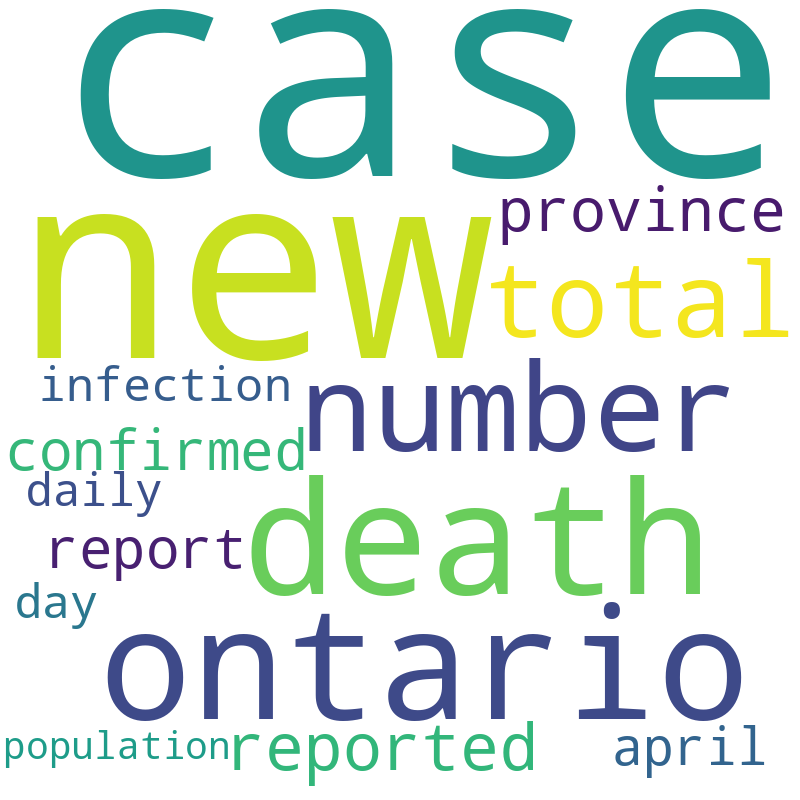 case
new
province
total
infection
number
confirmed
daily
death
report
day
ontario
population
reported
april